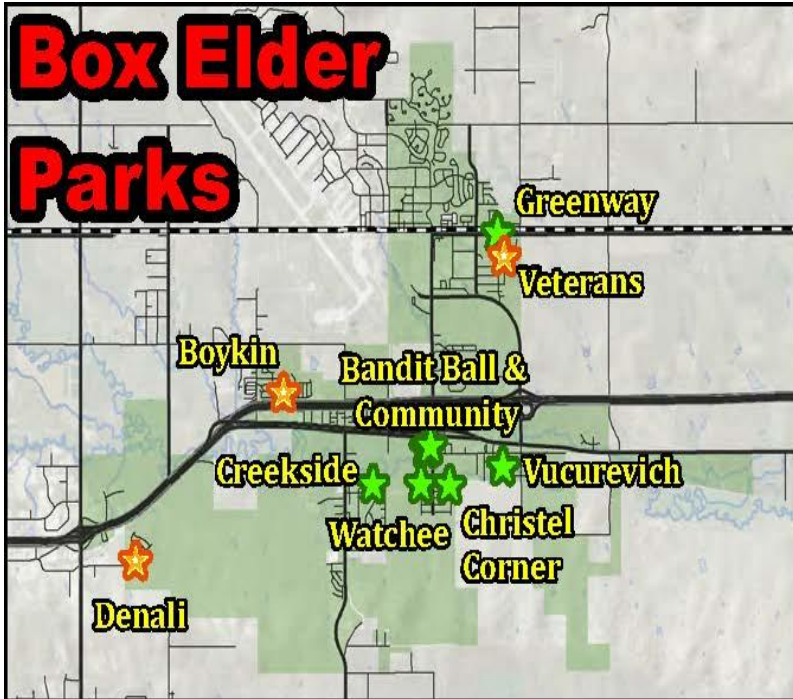 Box Elder
Parks
Greenway
Veterans
Boykin
Bandit Ball &
Community
Creekside
Vucurevich
Watchee
Christel
Corner
Denali